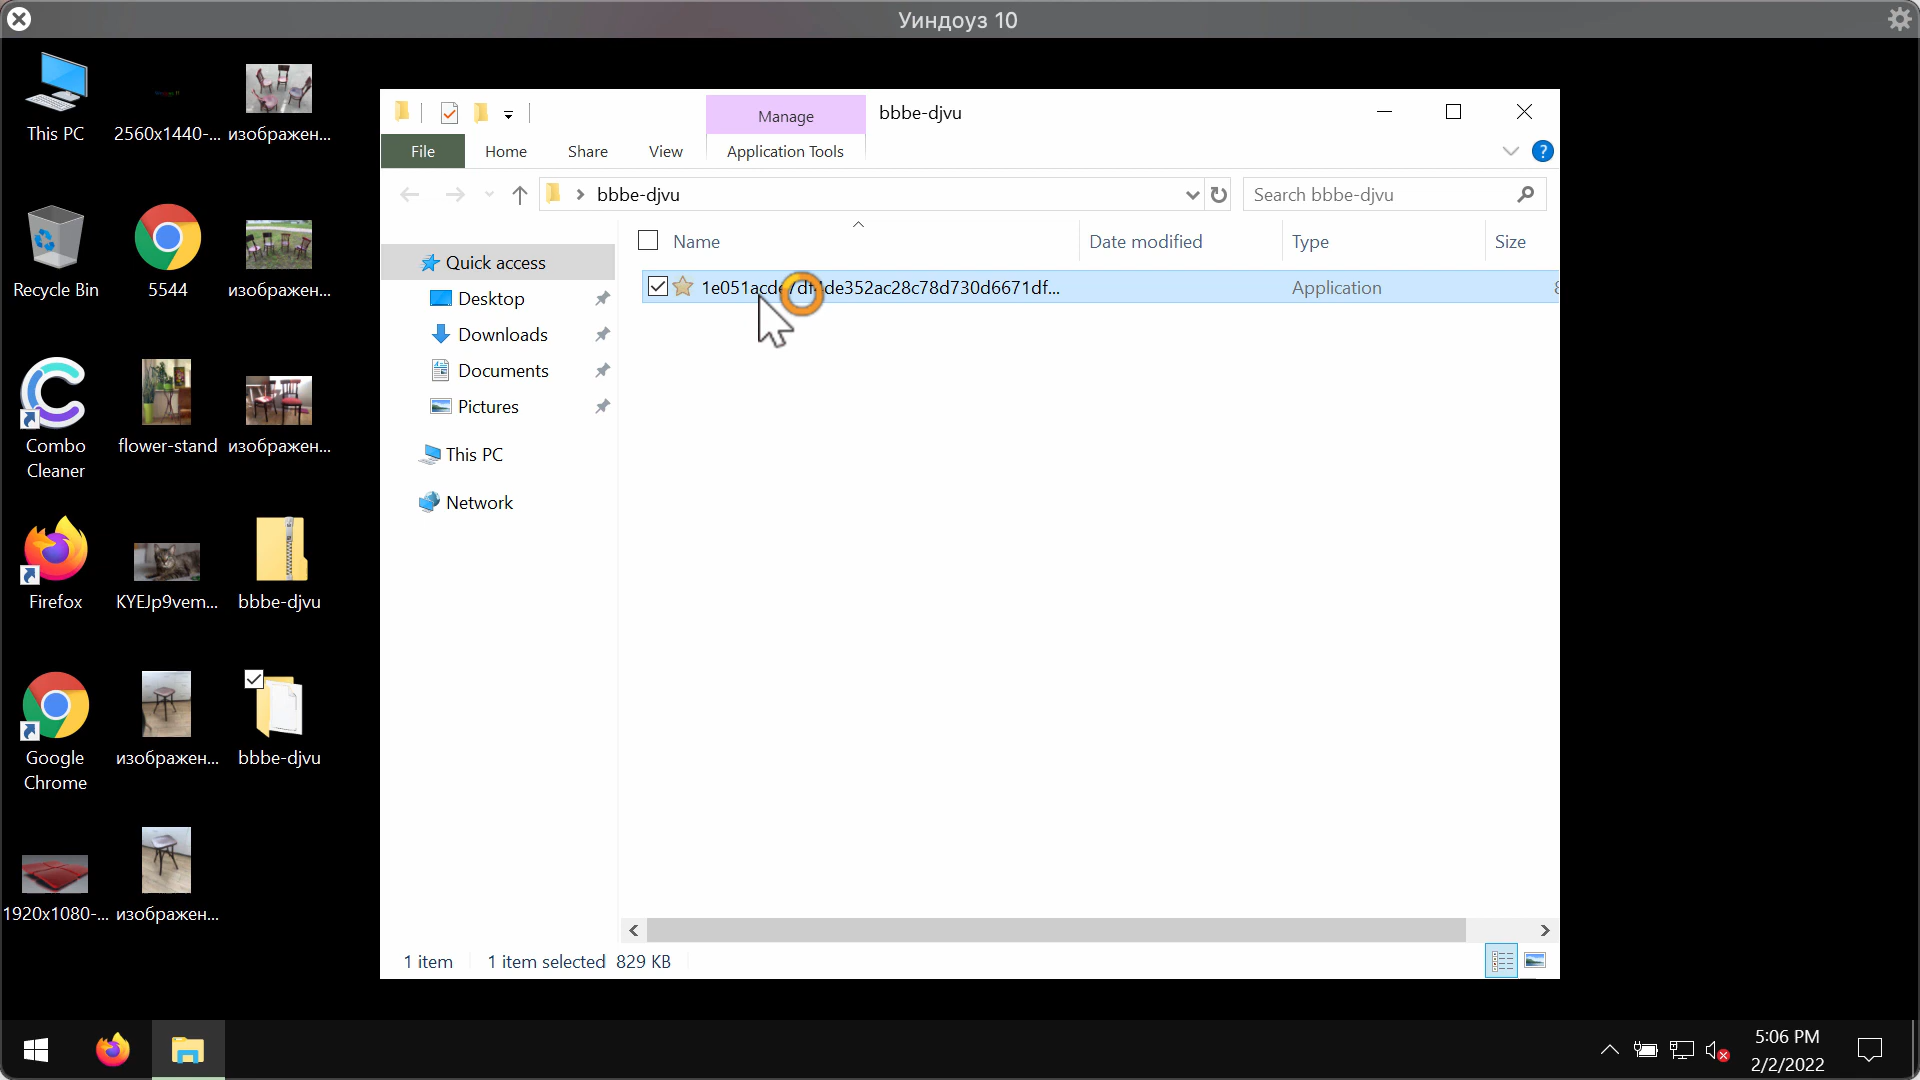 Уиндоуз 10
This PC
2560x1440-...
изображен...
Recycle Bin
5544
изображен...
Combo
Cleaner
flower-stand
изображен...
Firefox
KYEJp9vem...
bbbe-djvu
Google
Chrome
изображен...
bbbe-djvu
1920x1080-...
изображен...
Manage
bbbe-djvu
File
Home
Share
View
Application Tools
bbbe-djvu
Search bbbe-djvu
Name
Date modified
Type
Size
Quick access
Desktop
Downloads
Documents
Pictures
This PC
Network
Application
1 item
1 item selected 829 KB
5:06 PM
2/2/2022